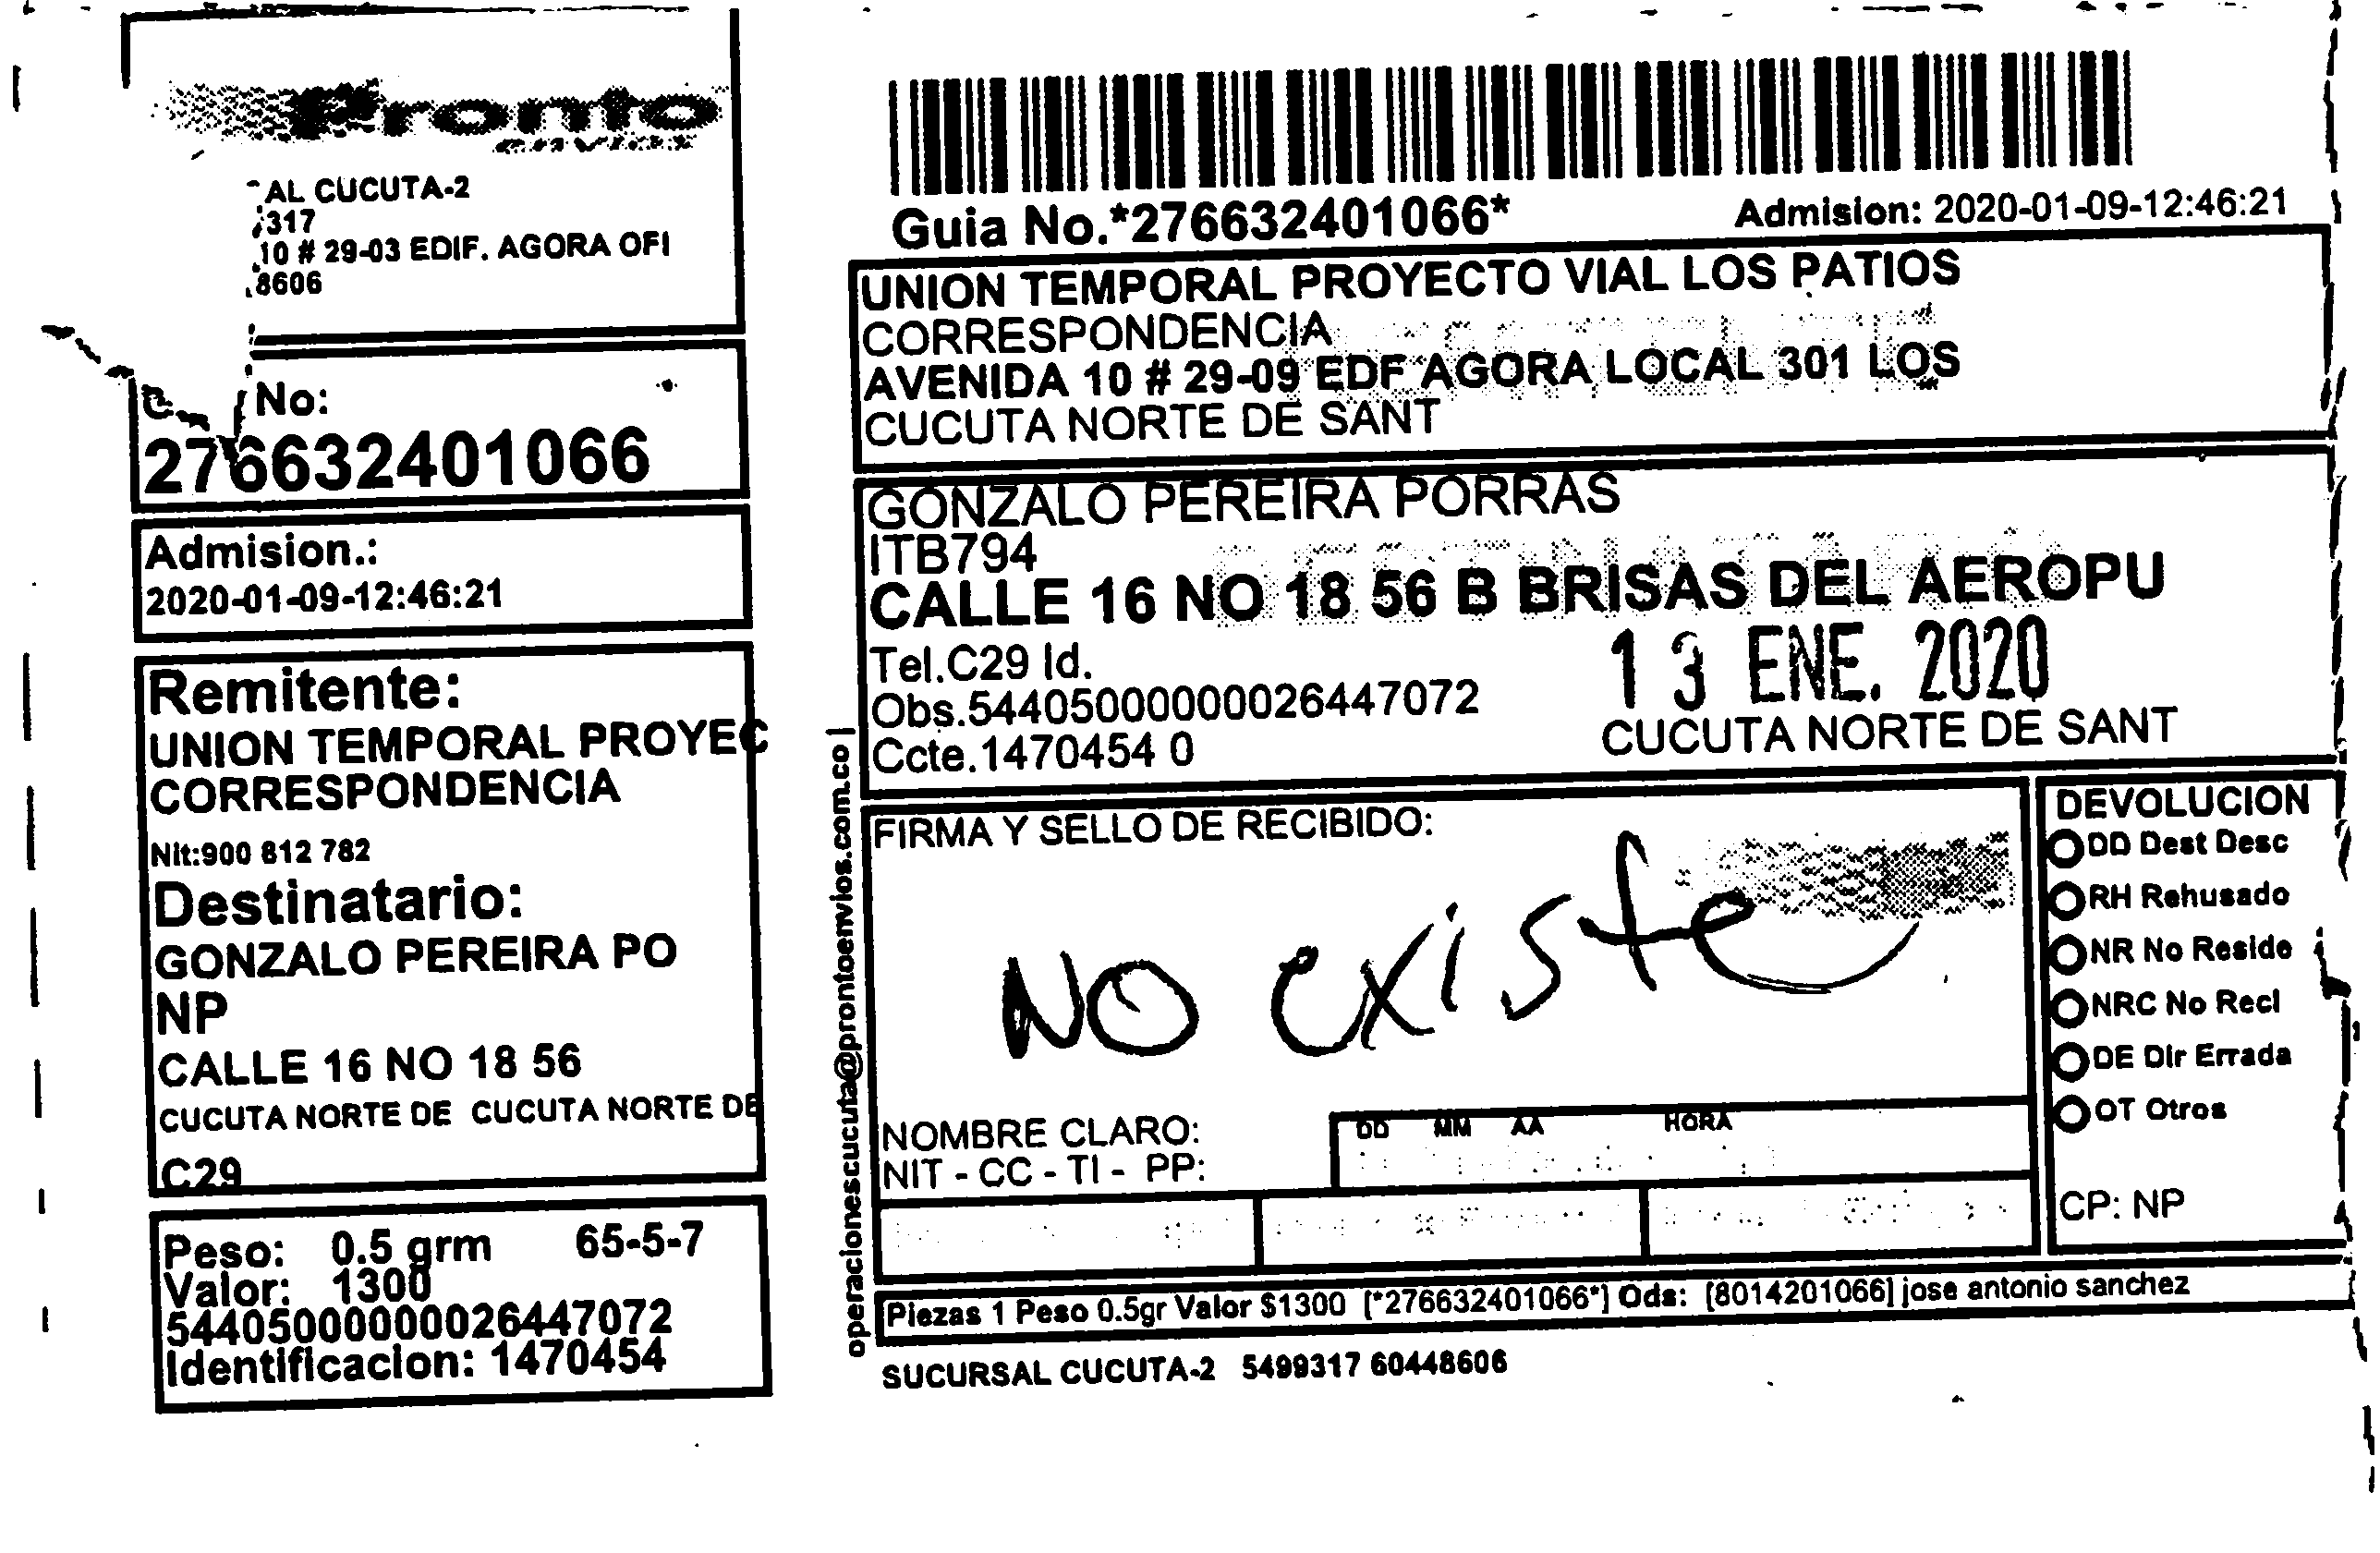 Pronto
envios
AL CUCUTA-2
317
10 # 29-03 EDIF. AGORA OFI
8606
No:
276632401066
Admision.:
2020-01-09-12:46:21
Remitente:
UNION TEMPORAL PROYEC
CORRESPONDENCIA
Nit:900 812 782
Destinatario:
GONZALO PEREIRA PO
NP
CALLE 16 NO 18 56
CUCUTA NORTE DE CUCUTA NORTE DE
C29
Peso: 0.5 grm 65-5-7
Valor: 1300
544050000000026447072
Identificacion: 1470454
operacionescucuta@prontoenvios.com.co |
Guia No.*276632401066* Admision: 2020-01-09-12:46:21
UNION TEMPORAL PROYECTO VIAL LOS PATIOS
CORRESPONDENCIA
AVENIDA 10 # 29-09 EDF AGORA LOCAL 301 LOS
CUCUTA NORTE DE SANT
GONZALO PEREIRA PORRAS
ITB794
CALLE 16 NO 18 56 B BRISAS DEL AEROPU
Tel.C29 Id.
13 ENE. 2020
Obs.544050000000026447072
Ccte.1470454 0 CUCUTA NORTE DE SANT
FIRMA Y SELLO DE RECIBIDO:
No existe
NOMBRE CLARO:
NIT - CC - TI - PP:
DD MM AA HORA
DEVOLUCION
DD Dest Desc
RH Rehusado
NR No Reside
NRC No Recl
DE Dir Errada
OT Otros
CP: NP
Piezas 1 Peso 0.5gr Valor $1300 [*276632401066*] Ods: [8014201066] jose antonio sanchez
SUCURSAL CUCUTA-2 5499317 60448606